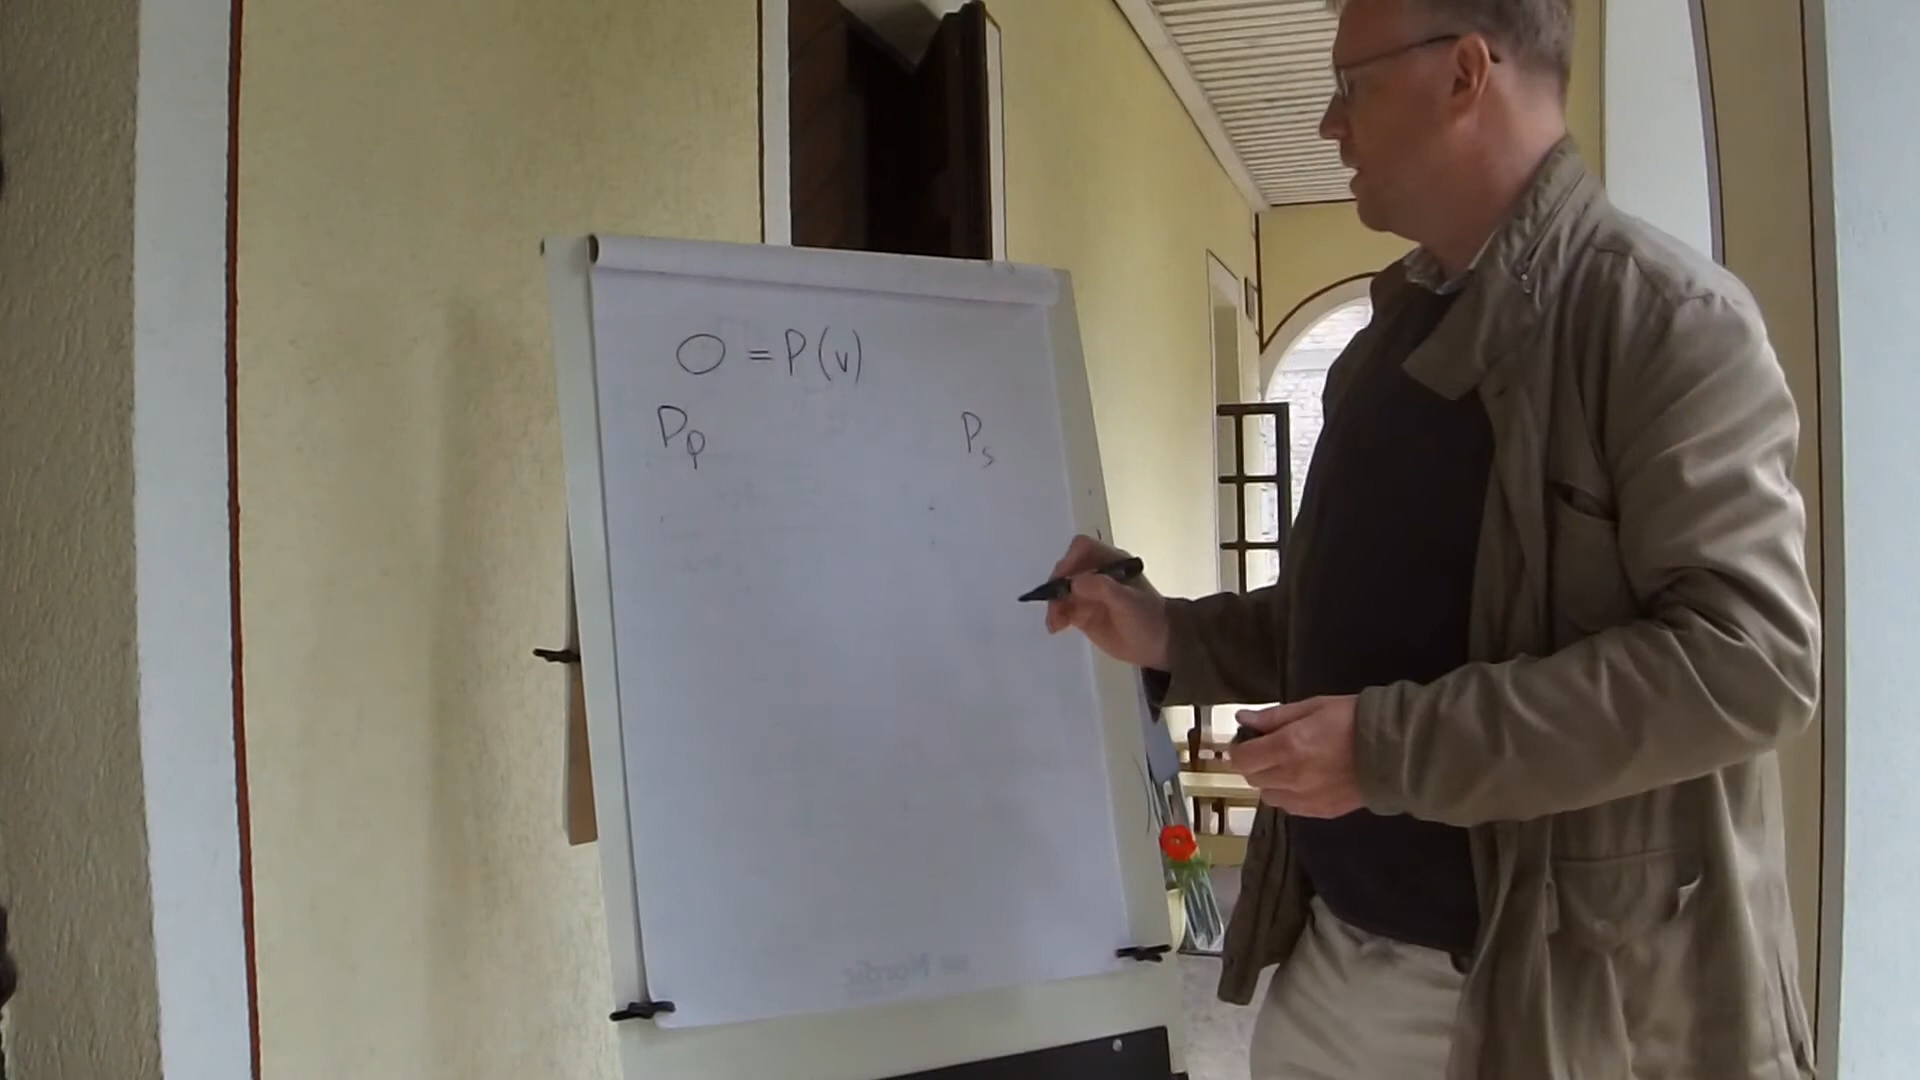 O = P(v)
Pφ Ps